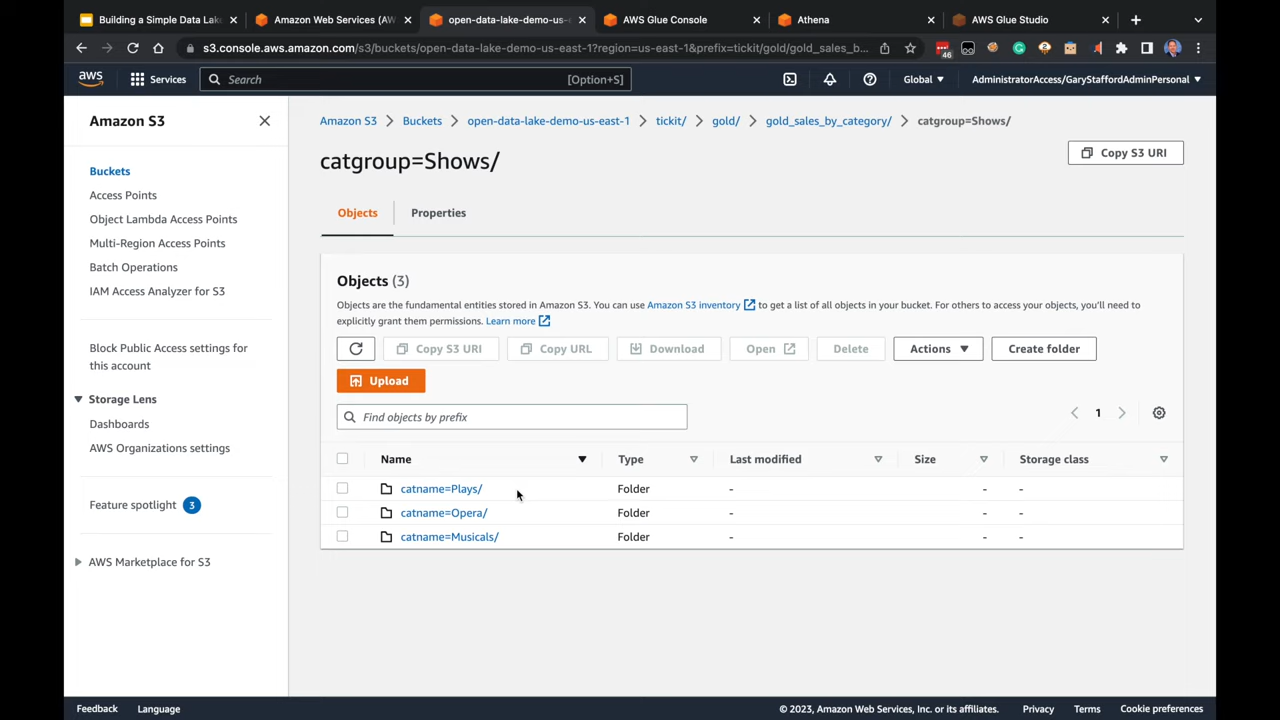 Building a Simple Data Lake
Amazon Web Services (AW
open-data-lake-demo-us-
AWS Glue Console
Athena
AWS Glue Studio
s3.console.aws.amazon.com/s3/buckets/open-data-lake-demo-us-east-1?region=us-east-1&prefix=tickit/gold/gold_sales_b...
46
aws
Services
Search
[Option+S]
Global
AdministratorAccess/GaryStaffordAdminPersonal
Amazon S3
Buckets
Access Points
Object Lambda Access Points
Multi-Region Access Points
Batch Operations
IAM Access Analyzer for S3
Block Public Access settings for
this account
Storage Lens
Dashboards
AWS Organizations settings
Feature spotlight 3
AWS Marketplace for S3
Amazon S3 > Buckets > open-data-lake-demo-us-east-1 > tickit/ > gold/ > gold_sales_by_category/ > catgroup=Shows/
catgroup=Shows/
Copy S3 URI
Objects
Properties
Objects (3)
Objects are the fundamental entities stored in Amazon S3. You can use Amazon S3 inventory to get a list of all objects in your bucket. For others to access your objects, you'll need to
explicitly grant them permissions. Learn more
Copy S3 URI
Copy URL
Download
Open
Delete
Actions
Create folder
Upload
Find objects by prefix
1
Name Type Last modified Size Storage class
catname=Plays/ Folder - - -
catname=Opera/ Folder - - -
catname=Musicals/ Folder - - -
Feedback
Language
© 2023, Amazon Web Services, Inc. or its affiliates.
Privacy
Terms
Cookie preferences